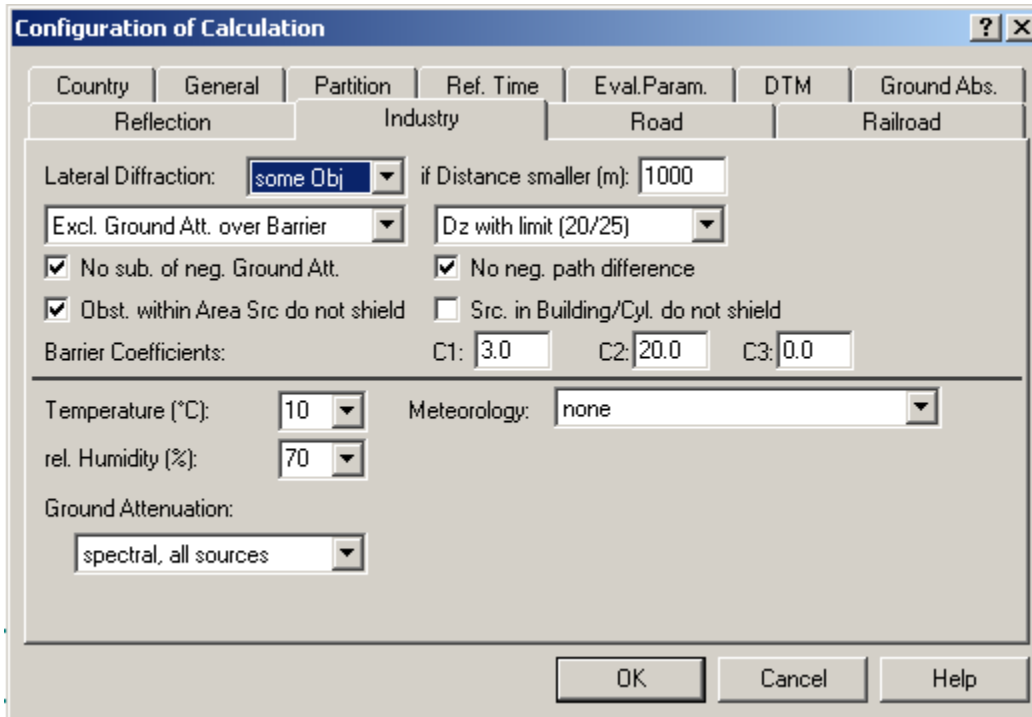 Configuration of Calculation
Country General Partition Ref. Time Eval.Param. DTM Ground Abs.
Reflection Industry Road Railroad
Lateral Diffraction: some Obj if Distance smaller (m): 1000
Excl. Ground Att. over Barrier Dz with limit (20/25)
No sub. of neg. Ground Att. No neg. path difference
Obst. within Area Src do not shield Src. in Building/Cyl. do not shield
Barrier Coefficients: C1: 3.0 C2: 20.0 C3: 0.0
Temperature (°C): 10 Meteorology: none
rel. Humidity (%): 70
Ground Attenuation:
spectral, all sources
OK Cancel Help